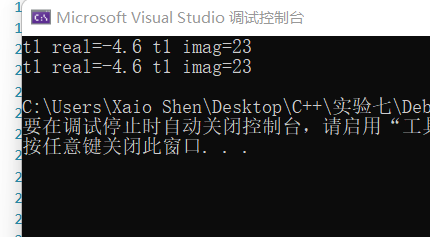 Microsoft Visual Studio 调试控制台
t1 real=-4.6 t1 imag=23
t1 real=-4.6 t1 imag=23
C:\Users\Xaio Shen\Desktop\C++\实验七\Deb
要在调试停止时自动关闭控制台，请启用“工具
按任意键关闭此窗口. . .